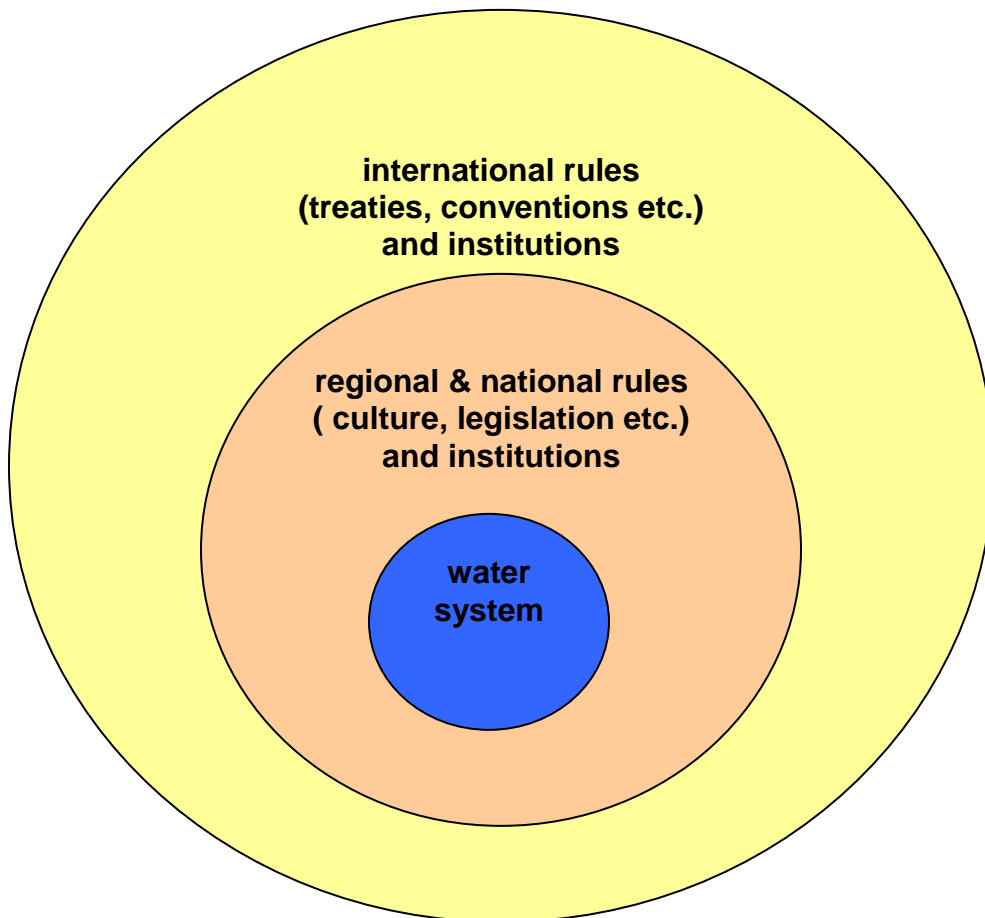 international rules
(treaties, conventions etc.)
and institutions
regional & national rules
( culture, legislation etc.)
and institutions
water
system